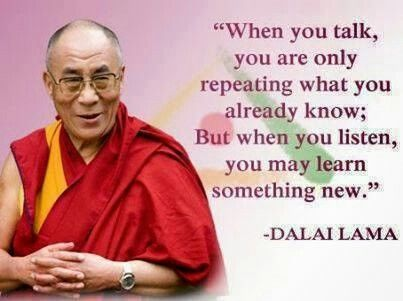 “When you talk,
you are only
repeating what you
already know;
But when you listen,
you may learn
something new.”
-DALAI LAMA